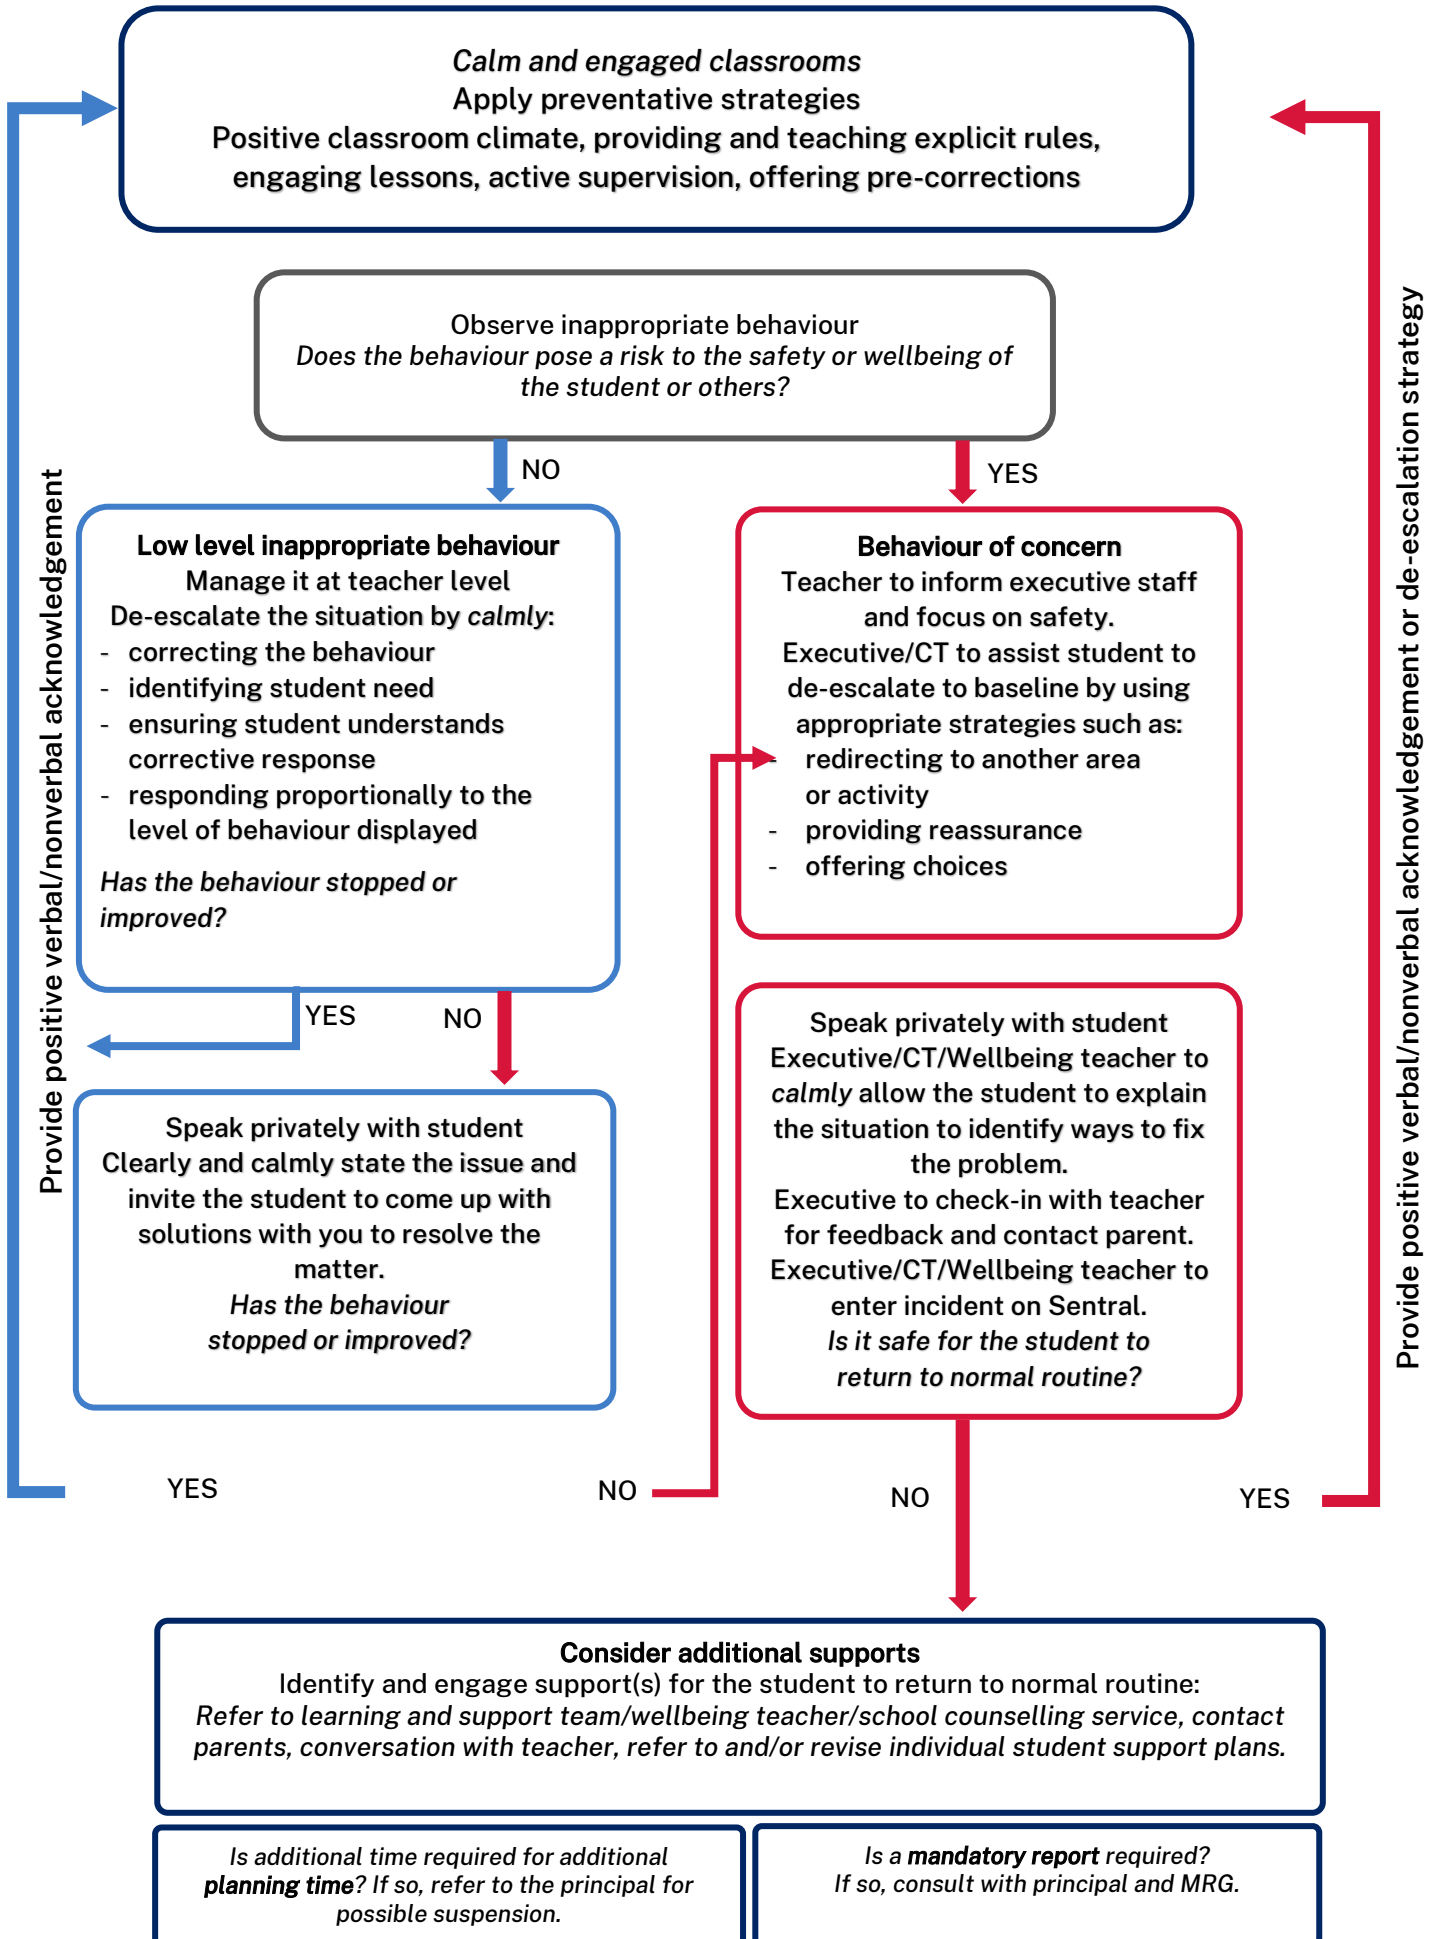 Calm and engaged classrooms
Apply preventative strategies
Positive classroom climate, providing and teaching explicit rules,
engaging lessons, active supervision, offering pre-corrections
Observe inappropriate behaviour
Does the behaviour pose a risk to the safety or wellbeing of
the student or others?
NO
YES
Low level inappropriate behaviour
Manage it at teacher level
De-escalate the situation by calmly:
- correcting the behaviour
- identifying student need
- ensuring student understands
corrective response
- responding proportionally to the
level of behaviour displayed
Has the behaviour stopped or
improved?
YES
NO
Speak privately with student
Clearly and calmly state the issue and
invite the student to come up with
solutions with you to resolve the
matter.
Has the behaviour
stopped or improved?
YES
NO
Provide positive verbal/nonverbal acknowledgement
Behaviour of concern
Teacher to inform executive staff
and focus on safety.
Executive/CT to assist student to
de-escalate to baseline by using
appropriate strategies such as:
- redirecting to another area
or activity
- providing reassurance
- offering choices
Speak privately with student
Executive/CT/Wellbeing teacher to
calmly allow the student to explain
the situation to identify ways to fix
the problem.
Executive to check-in with teacher
for feedback and contact parent.
Executive/CT/Wellbeing teacher to
enter incident on Sentral.
Is it safe for the student to
return to normal routine?
NO
YES
Provide positive verbal/nonverbal acknowledgement or de-escalation strategy
Consider additional supports
Identify and engage support(s) for the student to return to normal routine:
Refer to learning and support team/wellbeing teacher/school counselling service, contact
parents, conversation with teacher, refer to and/or revise individual student support plans.
Is additional time required for additional
planning time? If so, refer to the principal for
possible suspension.
Is a mandatory report required?
If so, consult with principal and MRG.